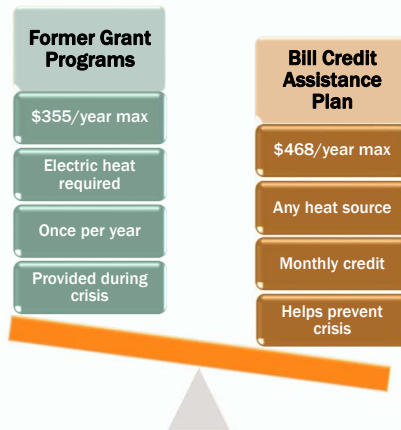 Former Grant
Programs
$355/year max
Electric heat
required
Once per year
Provided during
crisis
Bill Credit
Assistance
Plan
$468/year max
Any heat source
Monthly credit
Helps prevent
crisis